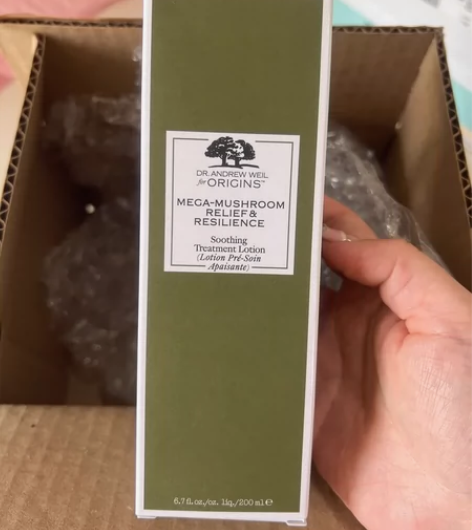 DR. ANDREW WEIL
for ORIGINS™
MEGA-MUSHROOM
RELIEF &
RESILIENCE
Soothing
Treatment Lotion
(Lotion Pré-Soin
Apaisante)
6.7 fl.oz./oz. liq./200 ml e